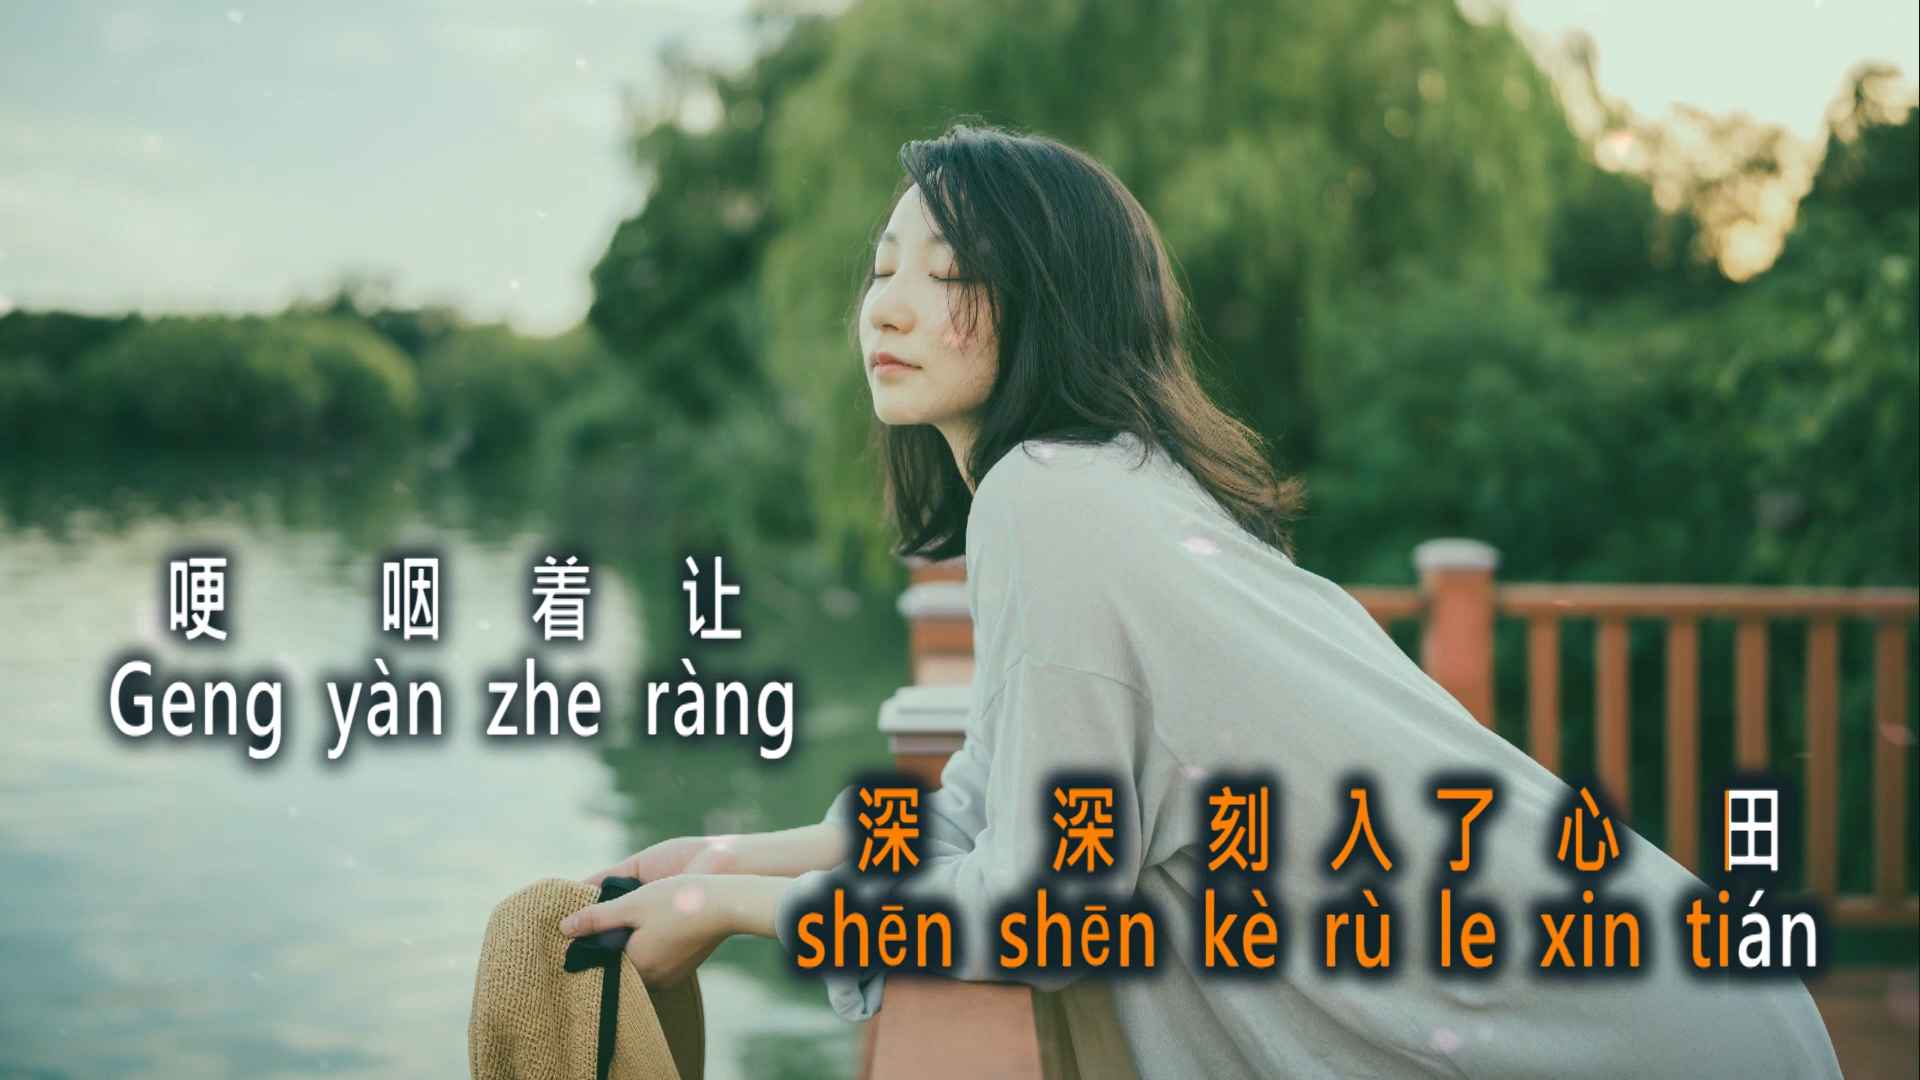 哽 咽 着 让
Geng yàn zhe ràng
深 深 刻 入 了 心 田
shēn shēn kè rù le xin tián